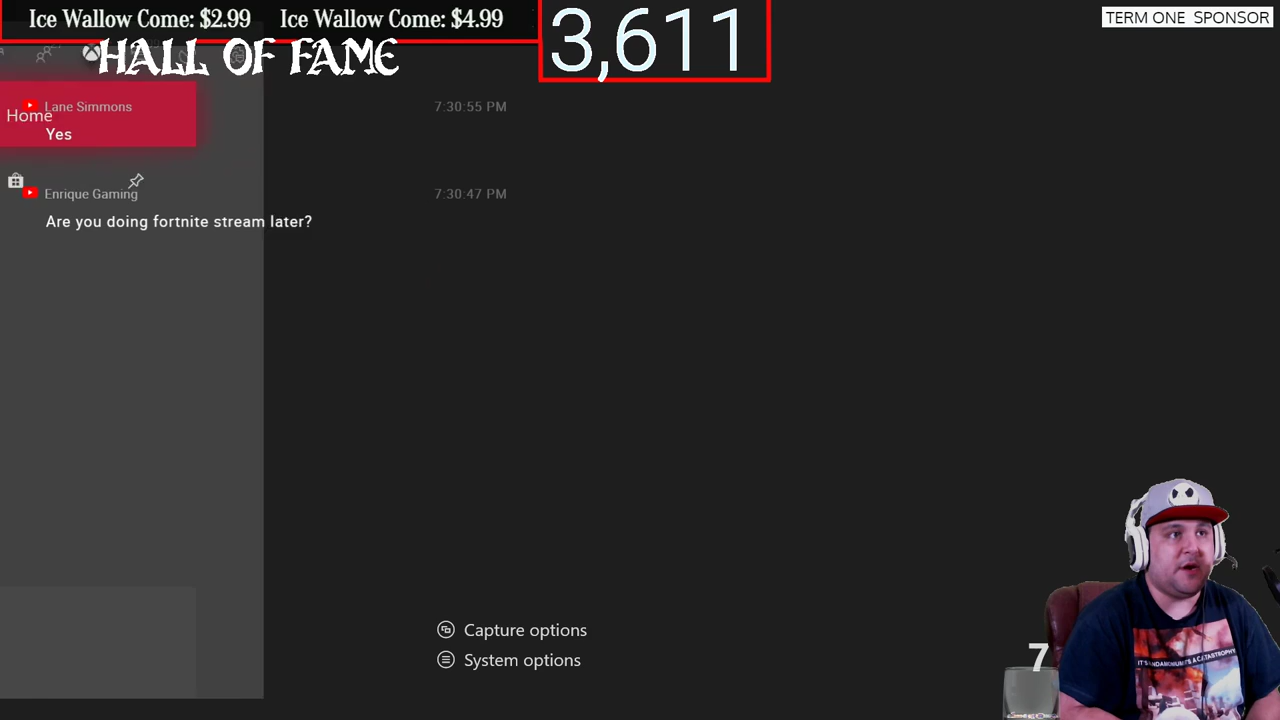 Ice Wallow Come: $2.99 Ice Wallow Come: $4.99
3,611
TERM ONE SPONSOR
HALL OF FAME
Lane Simmons 7:30:55 PM
Home
Yes
Enrique Gaming 7:30:47 PM
Are you doing fortnite stream later?
Capture options
System options
7